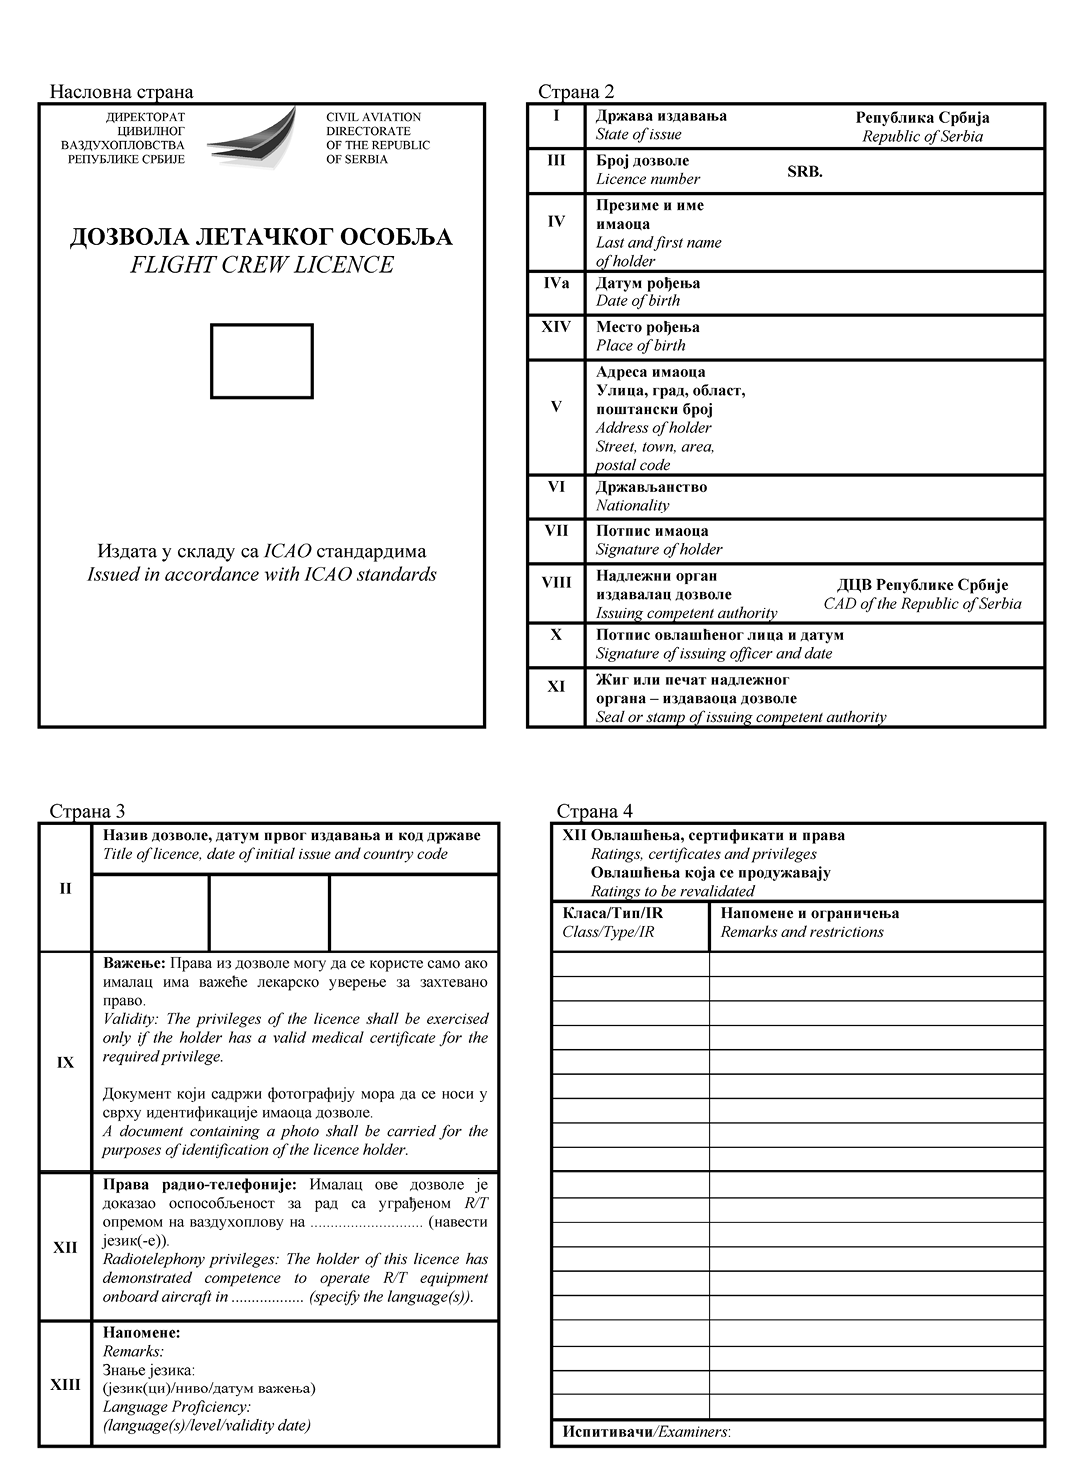 Насловна страна
ДИРЕКТОРАТ
ЦИВИЛНОГ
ВАЗДУХОПЛОВСТВА
РЕПУБЛИКЕ СРБИЈЕ
CIVIL AVIATION
DIRECTORATE
OF THE REPUBLIC
OF SERBIA
ДОЗВОЛА ЛЕТАЧКОГ ОСОБЉА
FLIGHT CREW LICENCE
Издата у складу са ICAO стандардима
Issued in accordance with ICAO standards
Страна 2
I
Држава издавања
State of issue
Република Србија
Republic of Serbia
III
Број дозволе
Licence number
SRB.
IV
Презиме и име
имаоца
Last and first name
of holder
IVa
Датум рођења
Date of birth
XIV
Место рођења
Place of birth
V
Адреса имаоца
Улица, град, област,
поштански број
Address of holder
Street, town, area,
postal code
VI
Држављанство
Nationality
VII
Потпис имаоца
Signature of holder
VIII
Надлежни орган
издавалац дозволе
Issuing competent authority
ДЦВ Републике Србије
CAD of the Republic of Serbia
X
Потпис овлашћеног лица и датум
Signature of issuing officer and date
XI
Жиг или печат надлежног
органа – издаваоца дозволе
Seal or stamp of issuing competent authority
Страна 3
II
Назив дозволе, датум првог издавања и код државе
Title of licence, date of initial issue and country code
IX
Важење: Права из дозволе могу да се користе само ако
ималац има важеће лекарско уверење за захтевано
право.
Validity: The privileges of the licence shall be exercised
only if the holder has a valid medical certificate for the
required privilege.
Документ који садржи фотографију мора да се носи у
сврху идентификације имаоца дозволе.
A document containing a photo shall be carried for the
purposes of identification of the licence holder.
XII
Права радио-телефоније: Ималац ове дозволе је
доказао оспособљеност за рад са уграђеном R/T
опремом на ваздухоплову на ............................ (навести
језик(-е)).
Radiotelephony privileges: The holder of this licence has
demonstrated competence to operate R/T equipment
onboard aircraft in .................. (specify the language(s)).
XIII
Напомене:
Remarks:
Знање језика:
(језик(ци)/ниво/датум важења)
Language Proficiency:
(language(s)/level/validity date)
Страна 4
XII Овлашћења, сертификати и права
Ratings, certificates and privileges
Овлашћења која се продужавају
Ratings to be revalidated
Класа/Тип/IR
Class/Type/IR
Напомене и ограничења
Remarks and restrictions
Испитивачи/Examiners: